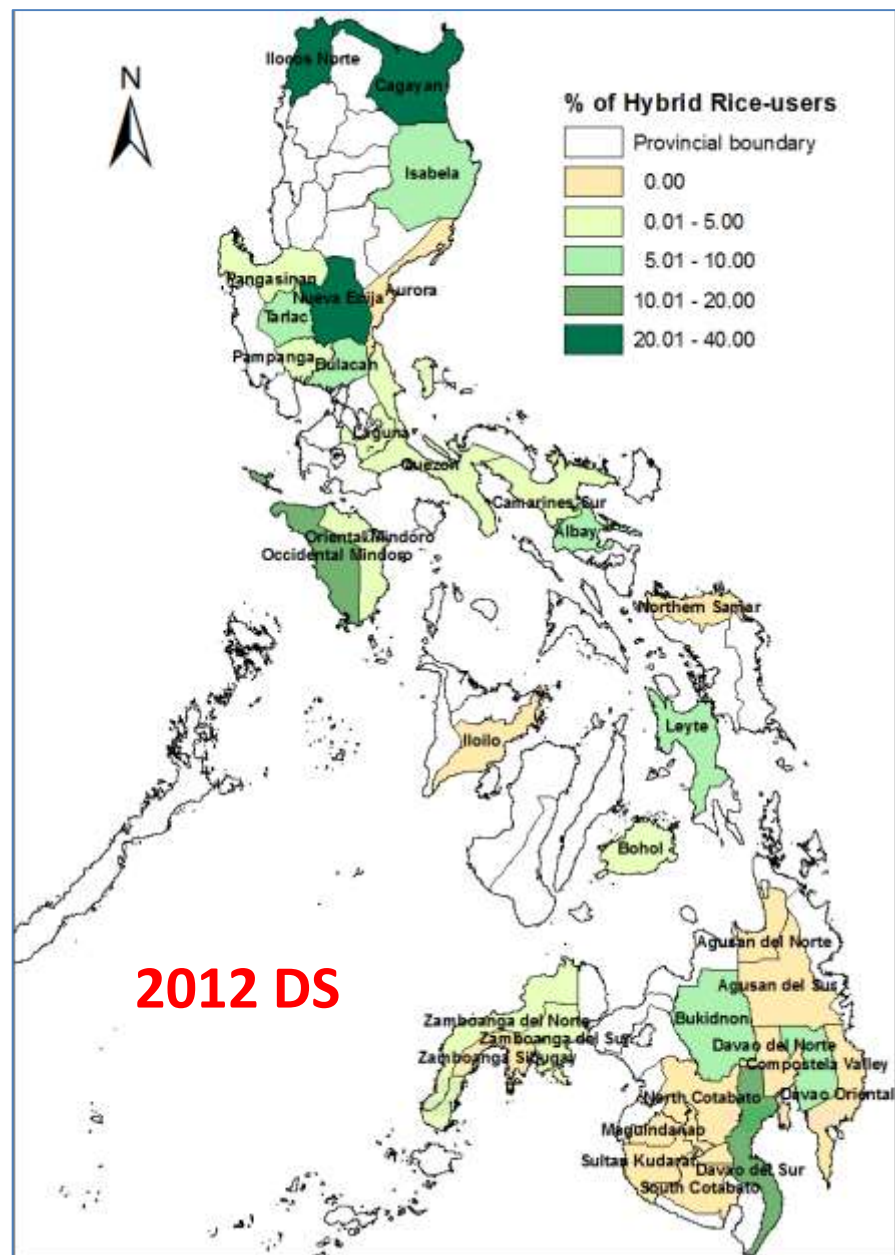 N
% of Hybrid Rice-users
Provincial boundary
0.00
0.01 - 5.00
5.01 - 10.00
10.01 - 20.00
20.01 - 40.00
Ilocos Norte
Cagayan
Isabela
Pangasinan
Nueva Ecija
Aurora
Tarlac
Pampanga
Bulacan
Laguna
Quezon
Camarines Sur
Albay
Oriental Mindoro
Occidental Mindoro
Northern Samar
Leyte
Iloilo
Bohol
2012 DS
Agusan del Norte
Agusan del Sus
Bukidnon
Zamboanga del Norte
Zamboanga del Sur
Zamboanga Sibugay
Davao del Norte
Compostela Valley
Davao Oriental
North Cotabato
Maguindanao
Sultan Kudarat
Davao del Sur
South Cotabato